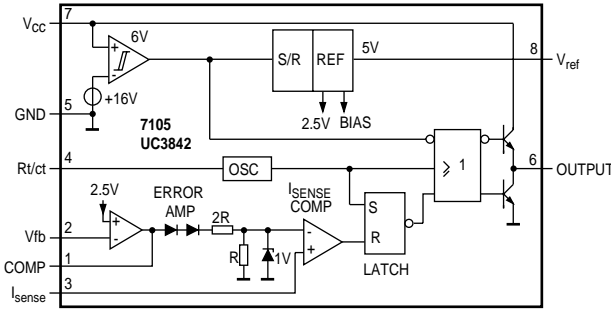 7
VCC
6V
8
S/R
REF
5V
Vref
+16V
5
GND
2.5V
BIAS
7105
UC3842
4
Rt/ct
OSC
≥ 1
6
OUTPUT
2.5V
ERROR
AMP
ISENSE
COMP
2R
S
2
Vfb
R
1V
R
1
COMP
LATCH
3
Isense